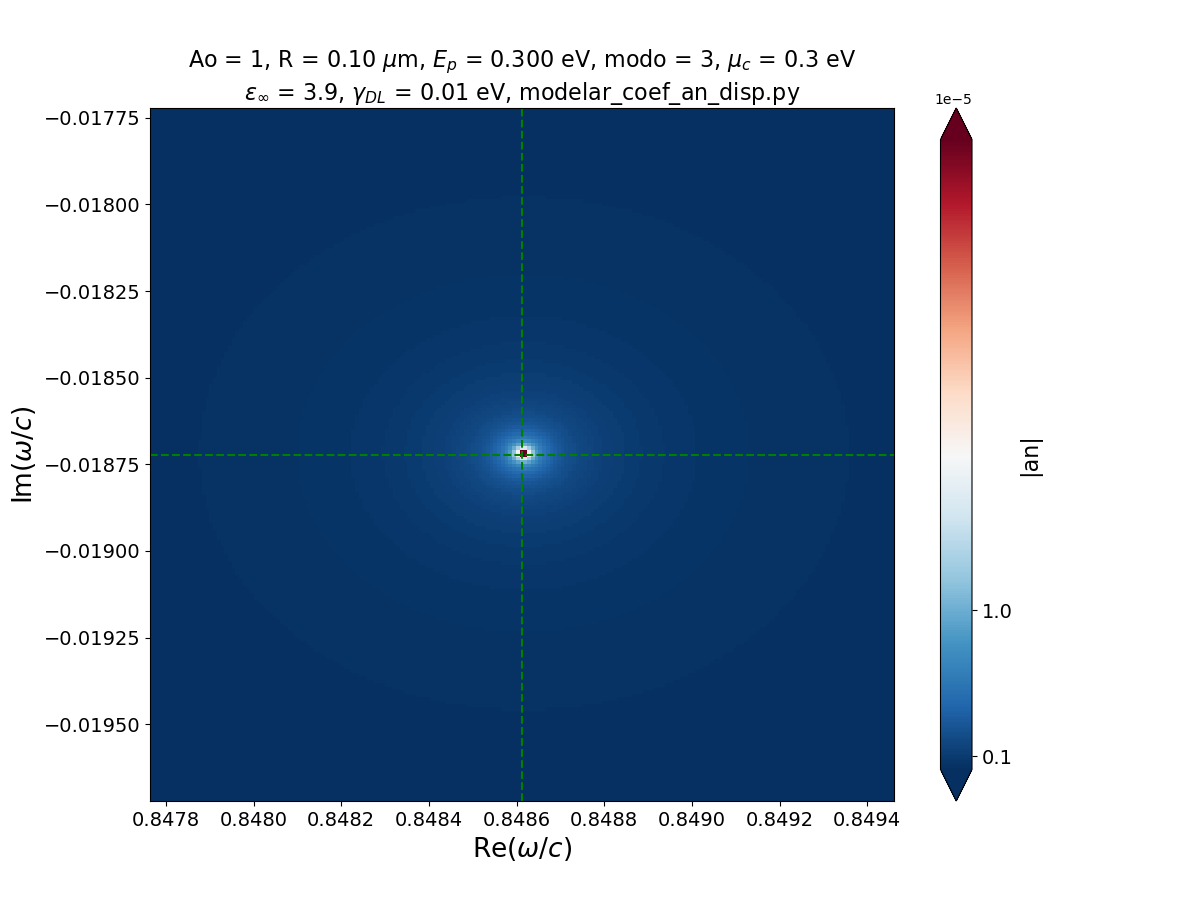 Ao = 1, R = 0.10 μm, E_p = 0.300 eV, modo = 3, μ_c = 0.3 eV
ε_∞ = 3.9, γ_DL = 0.01 eV, modelar_coef_an_disp.py
1e−5
−0.01775
−0.01800
−0.01825
−0.01850
−0.01875
−0.01900
−0.01925
−0.01950
Im(ω/c)
0.8478 0.8480 0.8482 0.8484 0.8486 0.8488 0.8490 0.8492 0.8494
Re(ω/c)
1.0
0.1
|an|